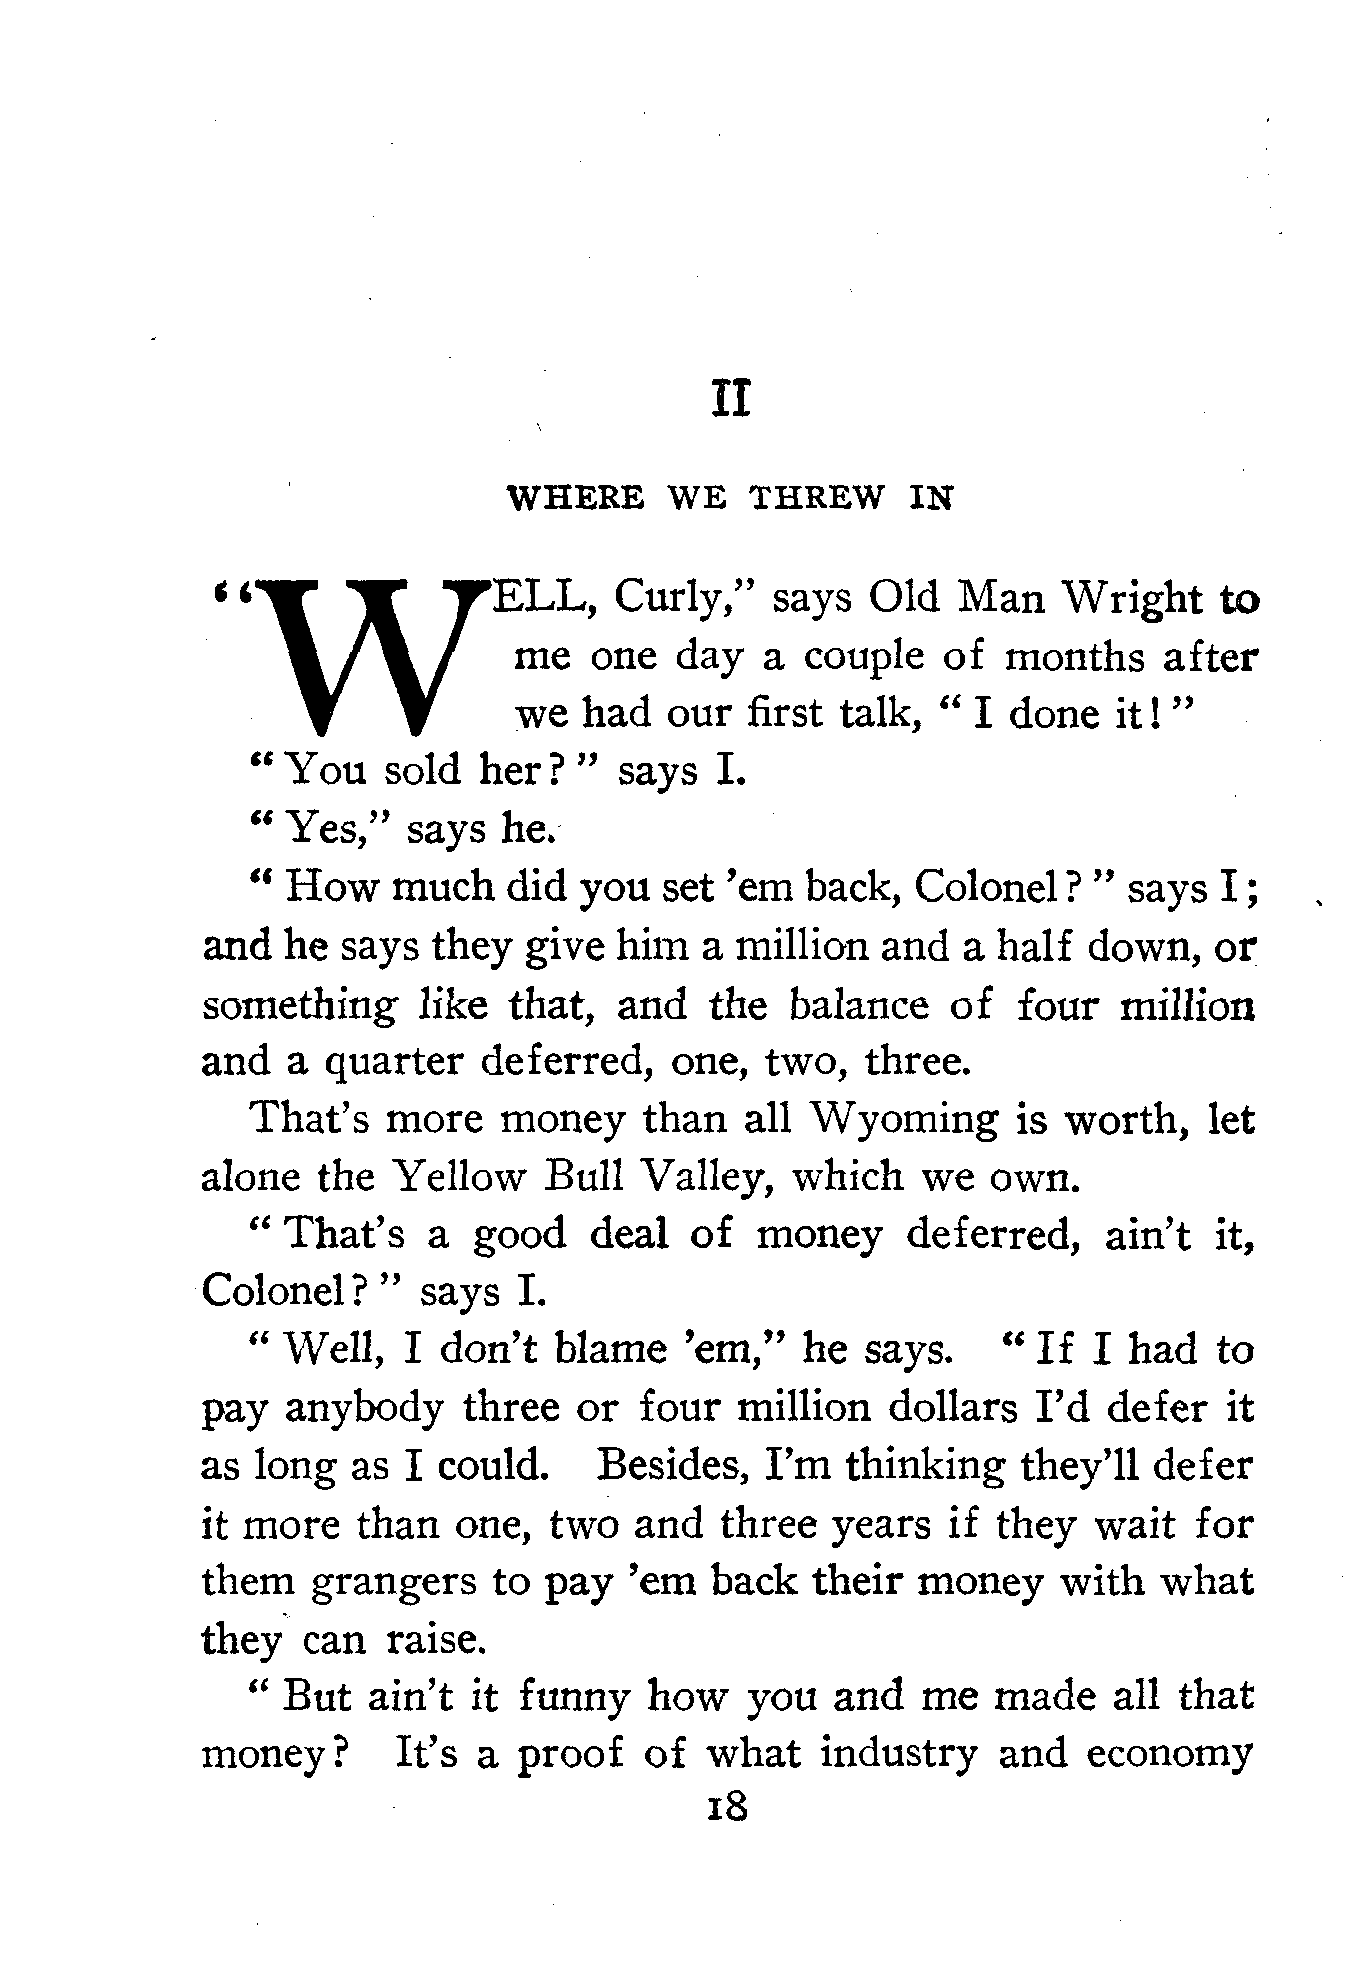 II
WHERE WE THREW IN
“WELL, Curly,” says Old Man Wright to
me one day a couple of months after
we had our first talk, “ I done it! ”
“ You sold her? ” says I.
“ Yes,” says he.
“ How much did you set ’em back, Colonel? ” says I;
and he says they give him a million and a half down, or
something like that, and the balance of four million
and a quarter deferred, one, two, three.
That’s more money than all Wyoming is worth, let
alone the Yellow Bull Valley, which we own.
“ That’s a good deal of money deferred, ain’t it,
Colonel? ” says I.
“ Well, I don’t blame ’em,” he says. “ If I had to
pay anybody three or four million dollars I’d defer it
as long as I could. Besides, I’m thinking they’ll defer
it more than one, two and three years if they wait for
them grangers to pay ’em back their money with what
they can raise.
“ But ain’t it funny how you and me made all that
money? It’s a proof of what industry and economy
18